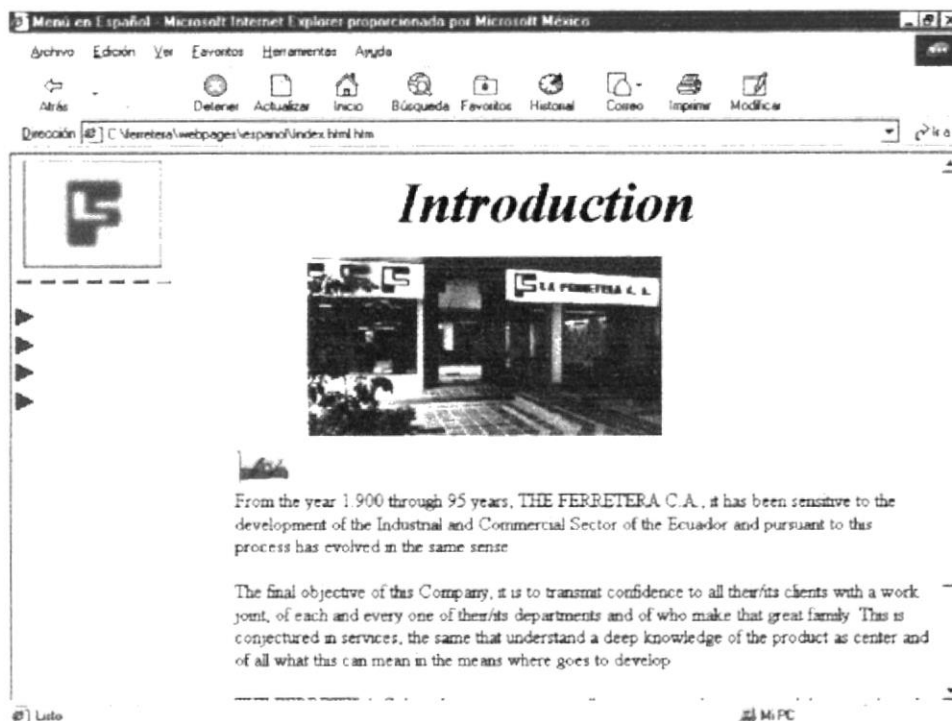 Menú en Español - Microsoft Internet Explorer proporcionada por Microsoft México
Archivo Edición Ver Favoritos Herramientas Ayuda
Atrás Detener Actualizar Inicio Búsqueda Favoritos Historial Correo Imprimir Modificar
Dirección C:\ferretera\webpages\espanol\index.html.htm Ir a
Introduction
LA FERRETERA C. A.
From the year 1.900 through 95 years, THE FERRETERA C.A., it has been sensitive to the
development of the Industrial and Commercial Sector of the Ecuador and pursuant to this
process has evolved in the same sense
The final objective of this Company, it is to transmit confidence to all their/its clients with a work
joint, of each and every one of their/its departments and of who make that great family. This is
conjectured in services, the same that understand a deep knowledge of the product as center and
of all what this can mean in the means where goes to develop
Listo Mi PC